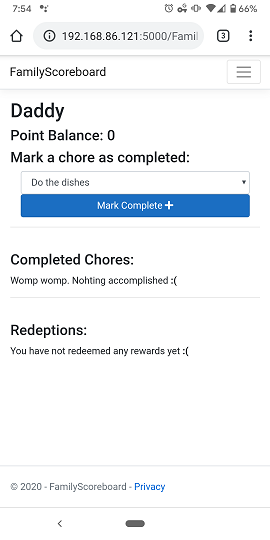 7:54 66%
192.168.86.121:5000/Famil 3
FamilyScoreboard
Daddy
Point Balance: 0
Mark a chore as completed:
Do the dishes
Mark Complete +
Completed Chores:
Womp womp. Nohting accomplished :(
Redeptions:
You have not redeemed any rewards yet :(
© 2020 - FamilyScoreboard - Privacy